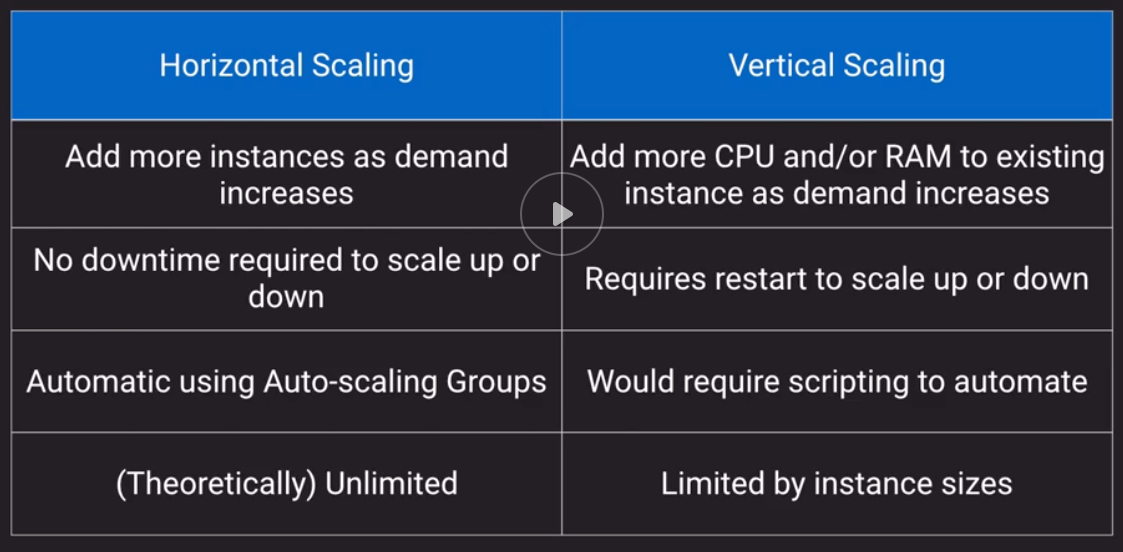 Horizontal Scaling
Vertical Scaling
Add more instances as demand
increases
Add more CPU and/or RAM to existing
instance as demand increases
No downtime required to scale up or
down
Requires restart to scale up or down
Automatic using Auto-scaling Groups
Would require scripting to automate
(Theoretically) Unlimited
Limited by instance sizes